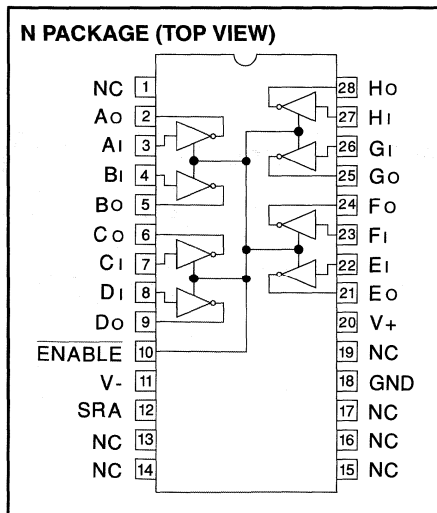 N PACKAGE (TOP VIEW)
NC 1
AO 2
AI 3
BI 4
BO 5
CO 6
CI 7
DI 8
DO 9
ENABLE 10
V- 11
SRA 12
NC 13
NC 14
28 HO
27 HI
26 GI
25 GO
24 FO
23 FI
22 EI
21 EO
20 V+
19 NC
18 GND
17 NC
16 NC
15 NC